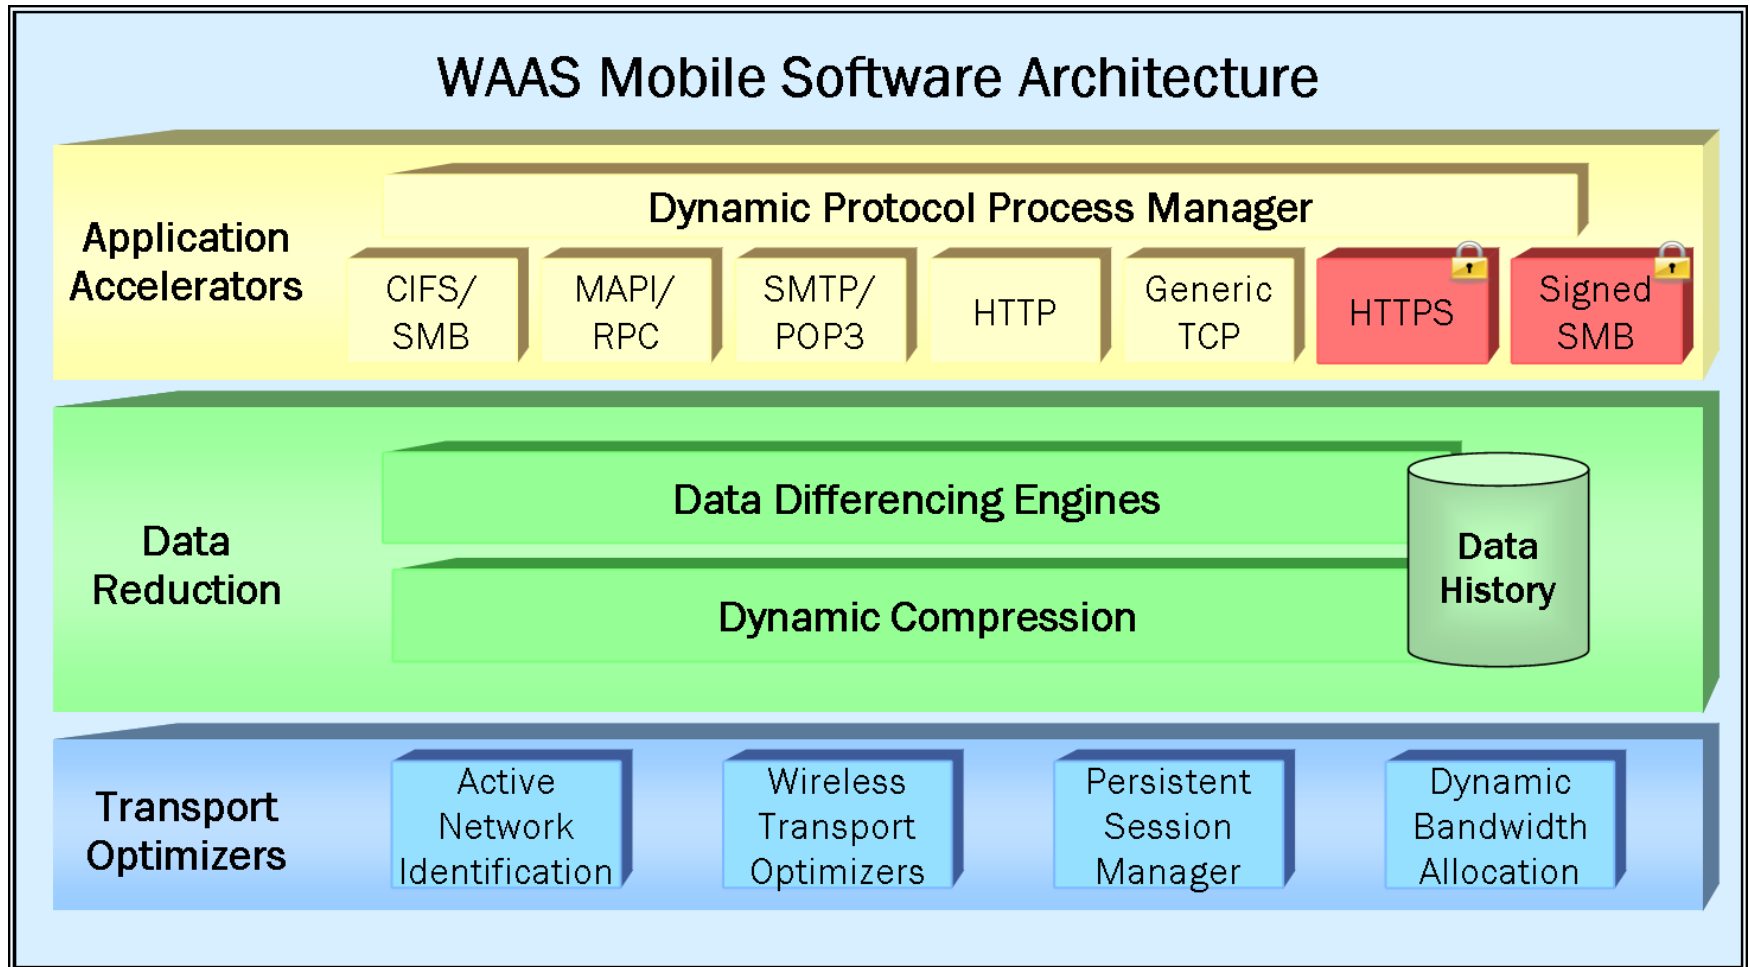 WAAS Mobile Software Architecture
Application
Accelerators
Dynamic Protocol Process Manager
CIFS/
SMB
MAPI/
RPC
SMTP/
POP3
HTTP
Generic
TCP
HTTPS
Signed
SMB
Data
Reduction
Data Differencing Engines
Dynamic Compression
Data
History
Transport
Optimizers
Active
Network
Identification
Wireless
Transport
Optimizers
Persistent
Session
Manager
Dynamic
Bandwidth
Allocation